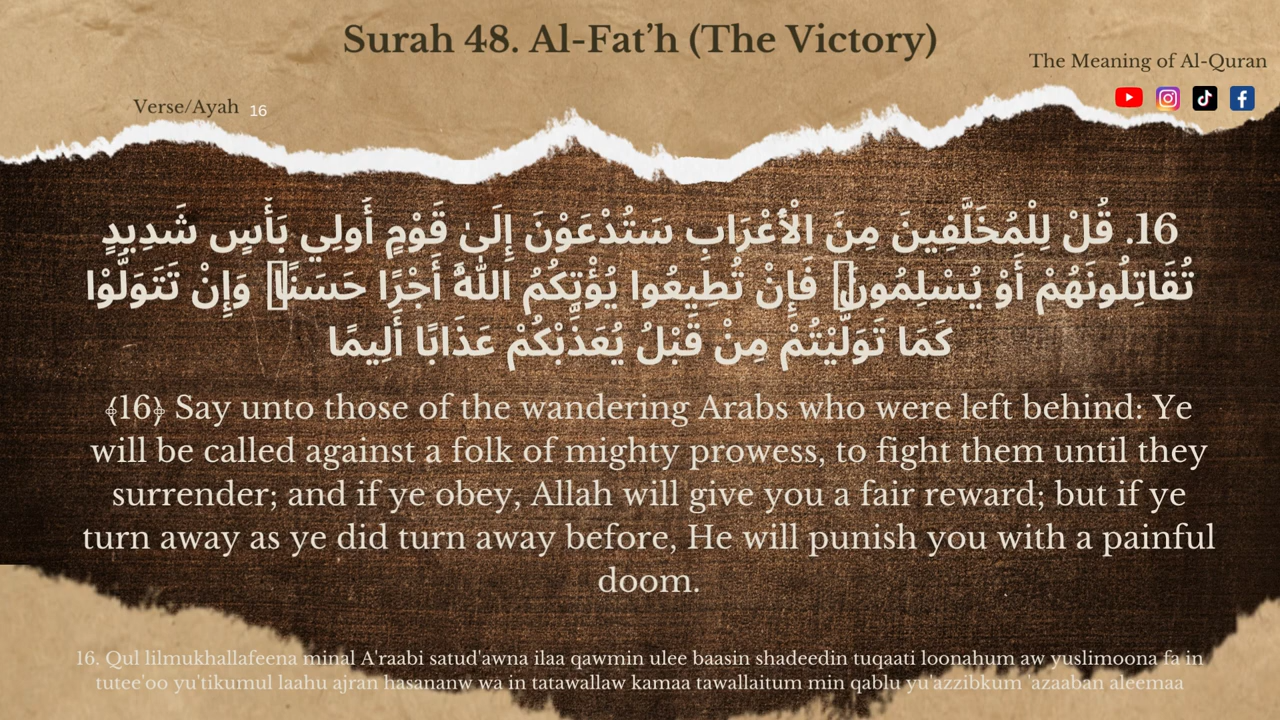 Surah 48. Al-Fat’h (The Victory)
The Meaning of Al-Quran
Verse/Ayah 16
16. قُلْ لِلْمُخَلَّفِينَ مِنَ الْأَعْرَابِ سَتُدْعَوْنَ إِلَىٰ قَوْمٍ أُولِي بَأْسٍ شَدِيدٍ
تُقَاتِلُونَهُمْ أَوْ يُسْلِمُونَ فَإِنْ تُطِيعُوا يُؤْتِكُمُ اللَّهُ أَجْرًا حَسَنًا وَإِنْ تَتَوَلَّوْا
كَمَا تَوَلَّيْتُمْ مِنْ قَبْلُ يُعَذِّبْكُمْ عَذَابًا أَلِيمًا
﴾16﴿ Say unto those of the wandering Arabs who were left behind: Ye
will be called against a folk of mighty prowess, to fight them until they
surrender; and if ye obey, Allah will give you a fair reward; but if ye
turn away as ye did turn away before, He will punish you with a painful
doom.
16. Qul lilmukhallafeena minal A'raabi satud'awna ilaa qawmin ulee baasin shadeedin tuqaati loonahum aw yuslimoona fa in
tutee'oo yu'tikumul laahu ajran hasananw wa in tatawallaw kamaa tawallaitum min qablu yu'azzibkum 'azaaban aleemaa